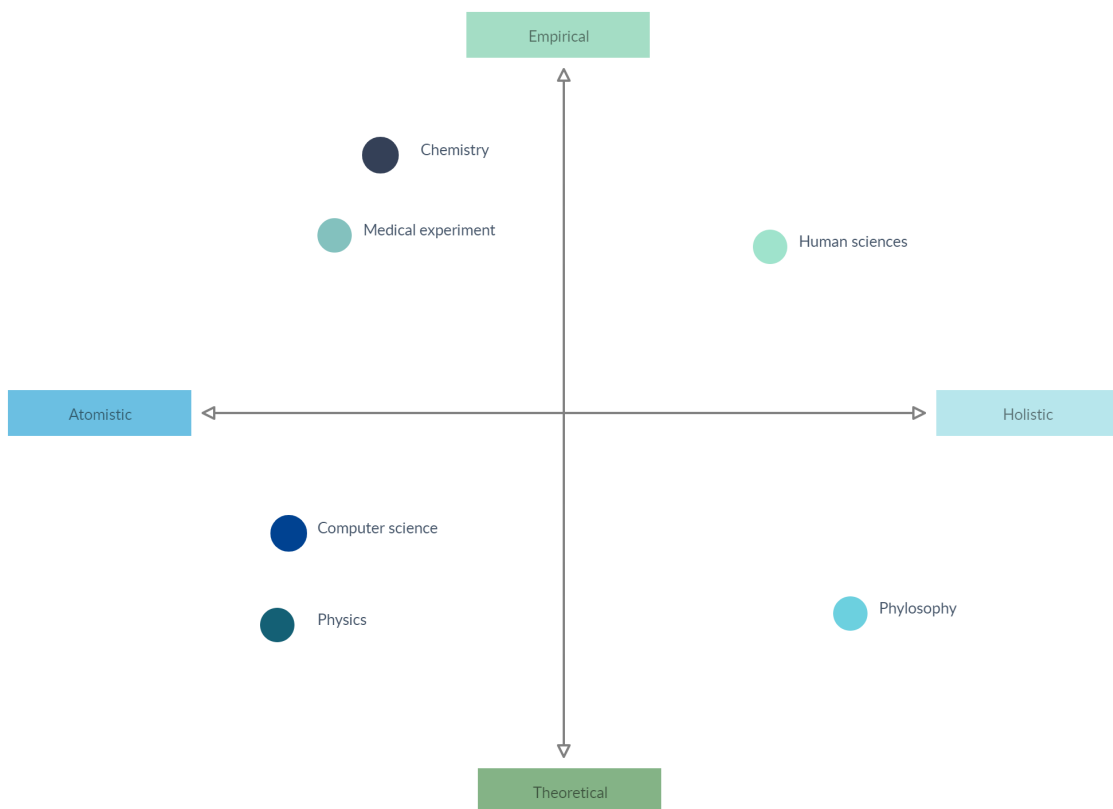 Empirical
Chemistry
Medical experiment
Human sciences
Atomistic
Holistic
Computer science
Phylosophy
Physics
Theoretical